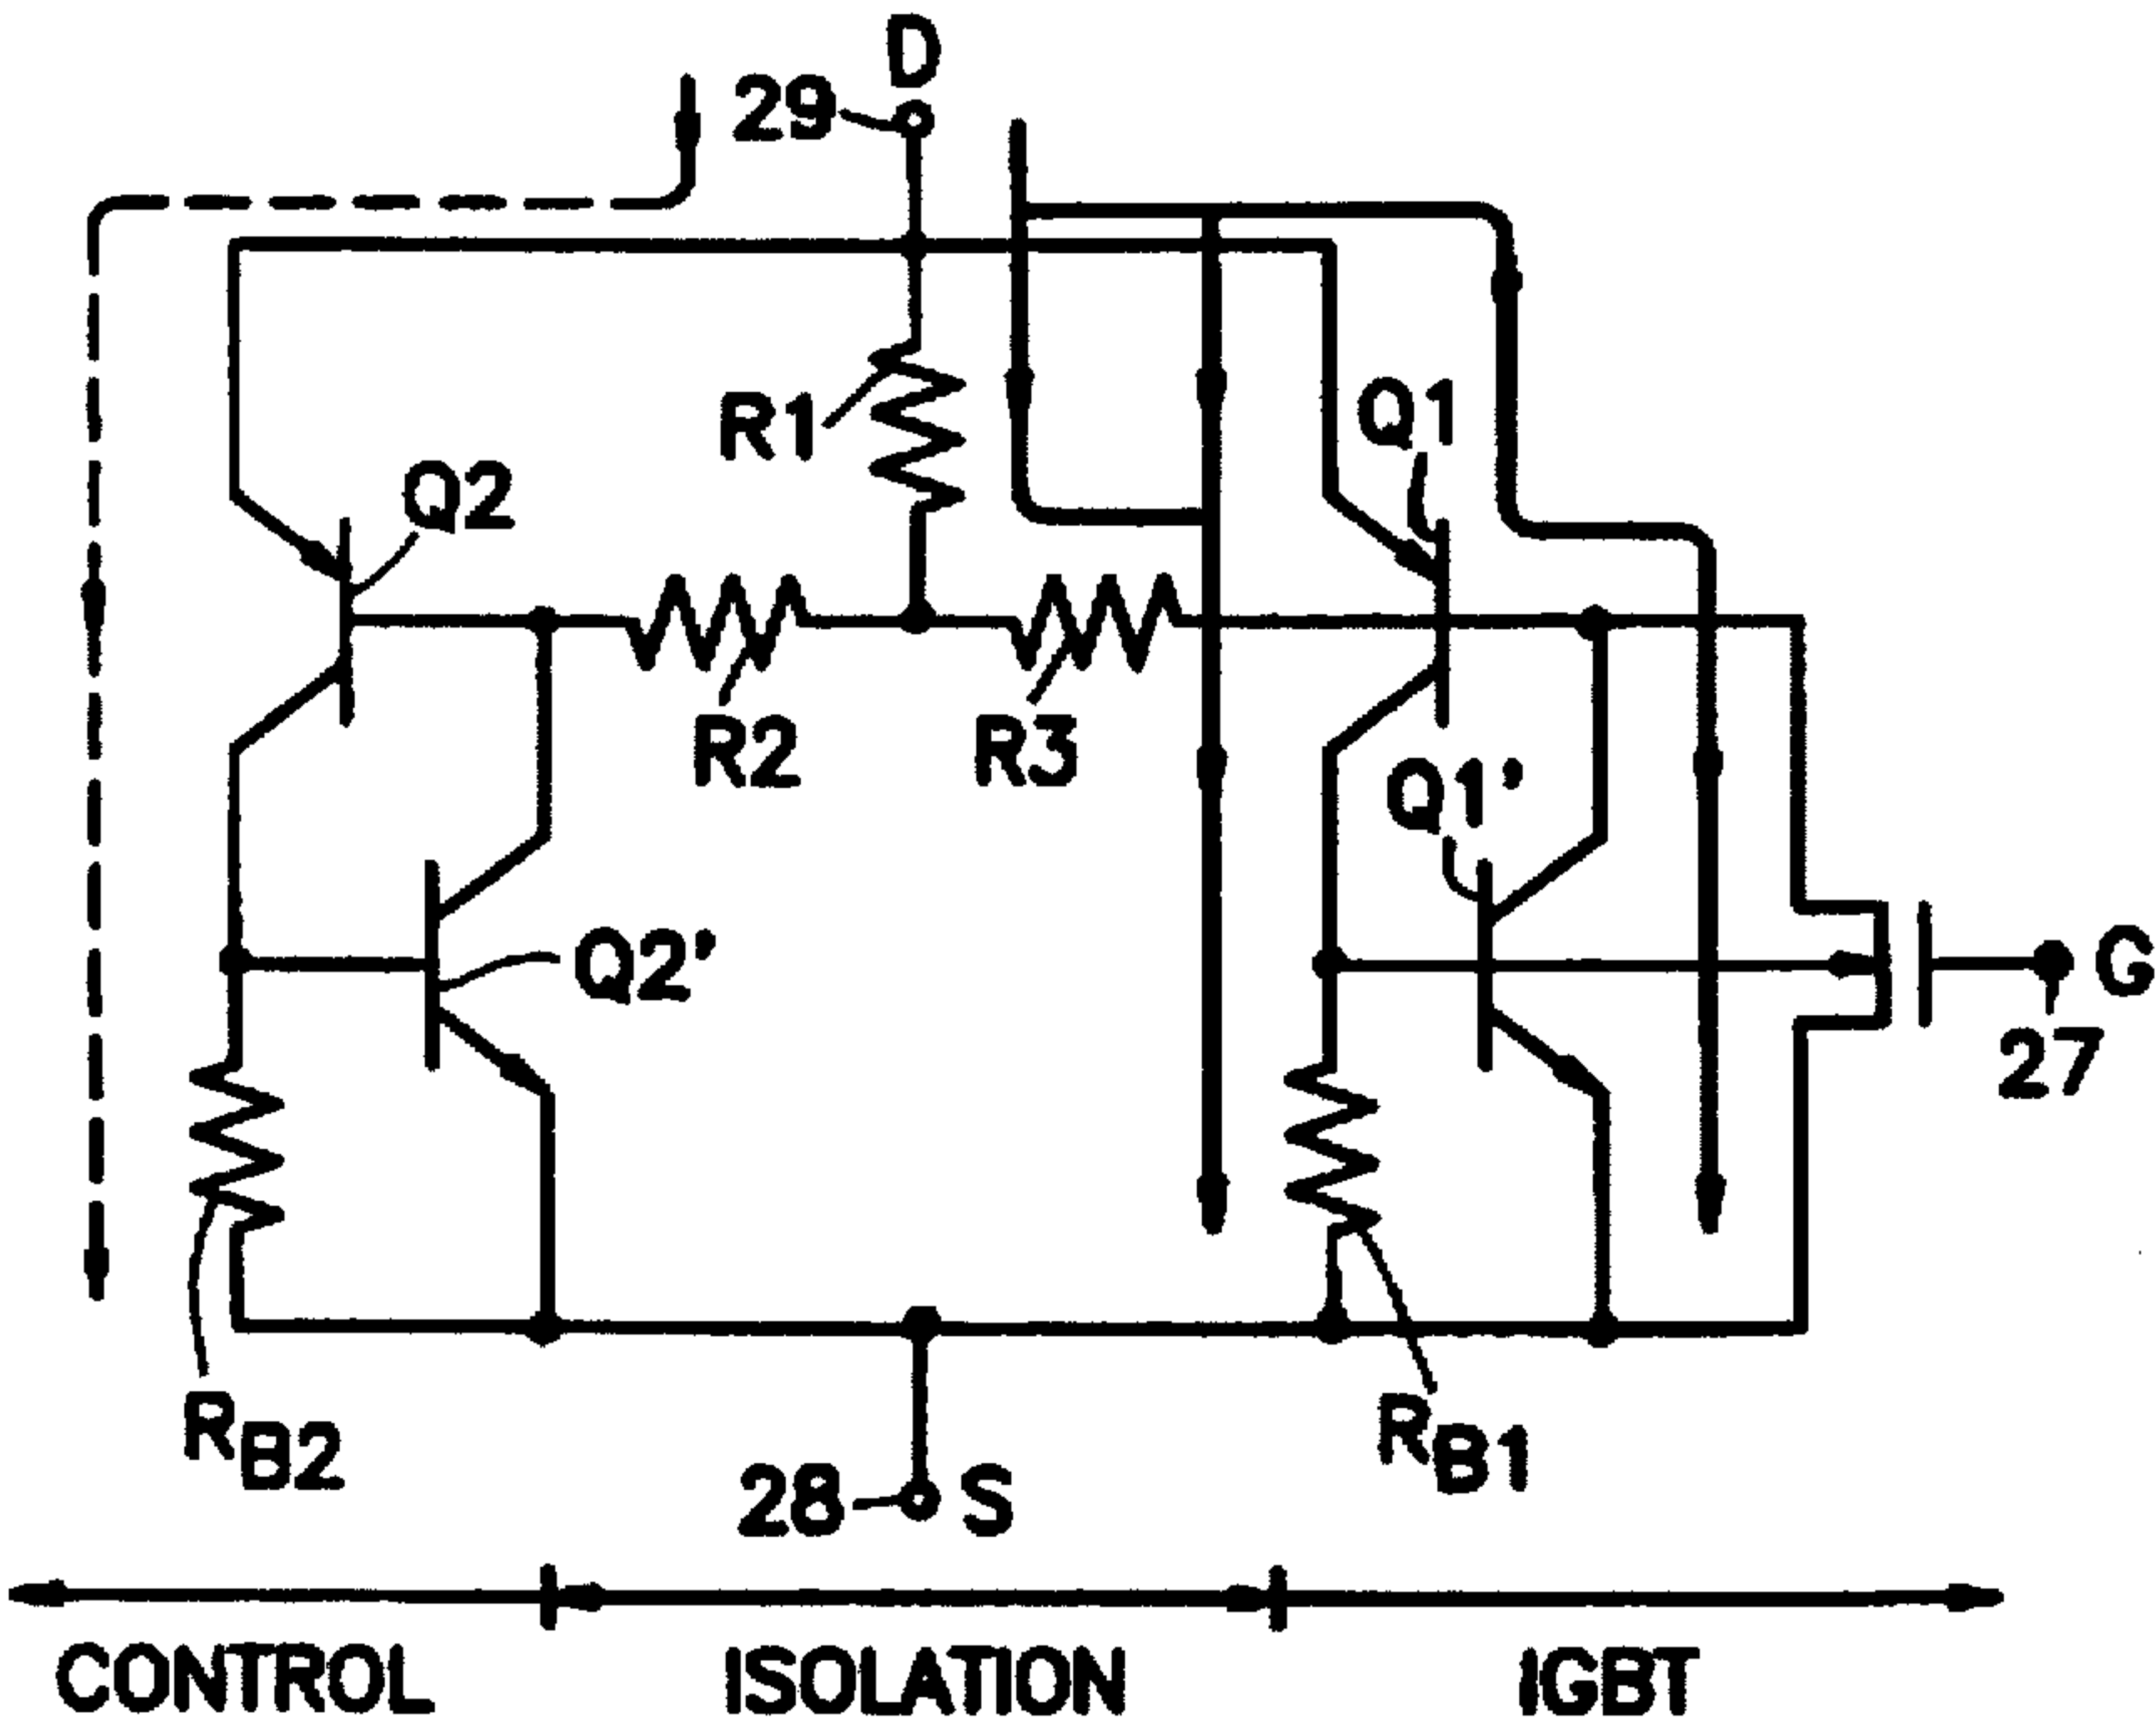 D
29
R1
Q1
Q2
R2
R3
Q1'
Q2'
G
27
RB2
RB1
28
S
CONTROL
ISOLATION
IGBT